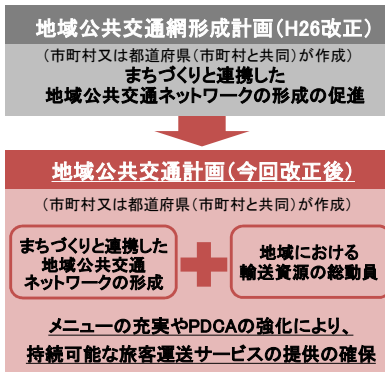 地域公共交通網形成計画（H26改正）
（市町村又は都道府県（市町村と共同）が作成）
まちづくりと連携した
地域公共交通ネットワークの形成の促進
地域公共交通計画（今回改正後）
（市町村又は都道府県（市町村と共同）が作成）
まちづくりと連携した
地域公共交通
ネットワークの形成
地域における
輸送資源の総動員
メニューの充実やPDCAの強化により、
持続可能な旅客運送サービスの提供の確保